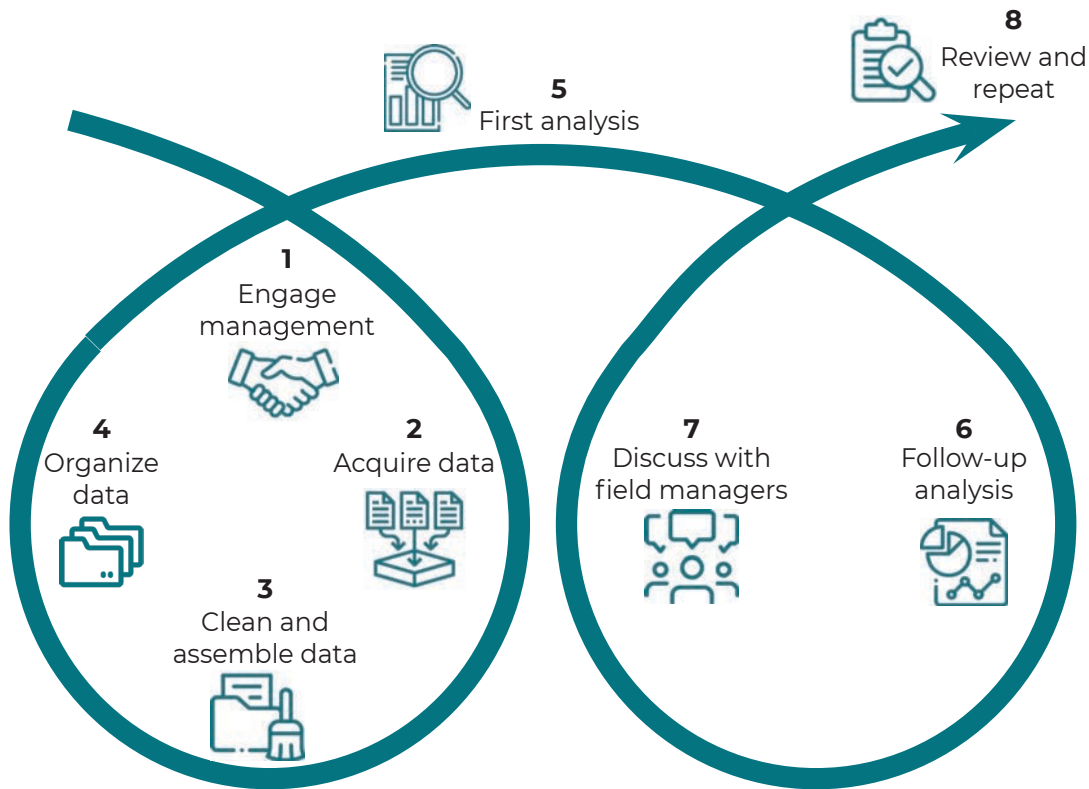 1
Engage
management
2
Acquire data
3
Clean and
assemble data
4
Organize
data
5
First analysis
6
Follow-up
analysis
7
Discuss with
field managers
8
Review and
repeat